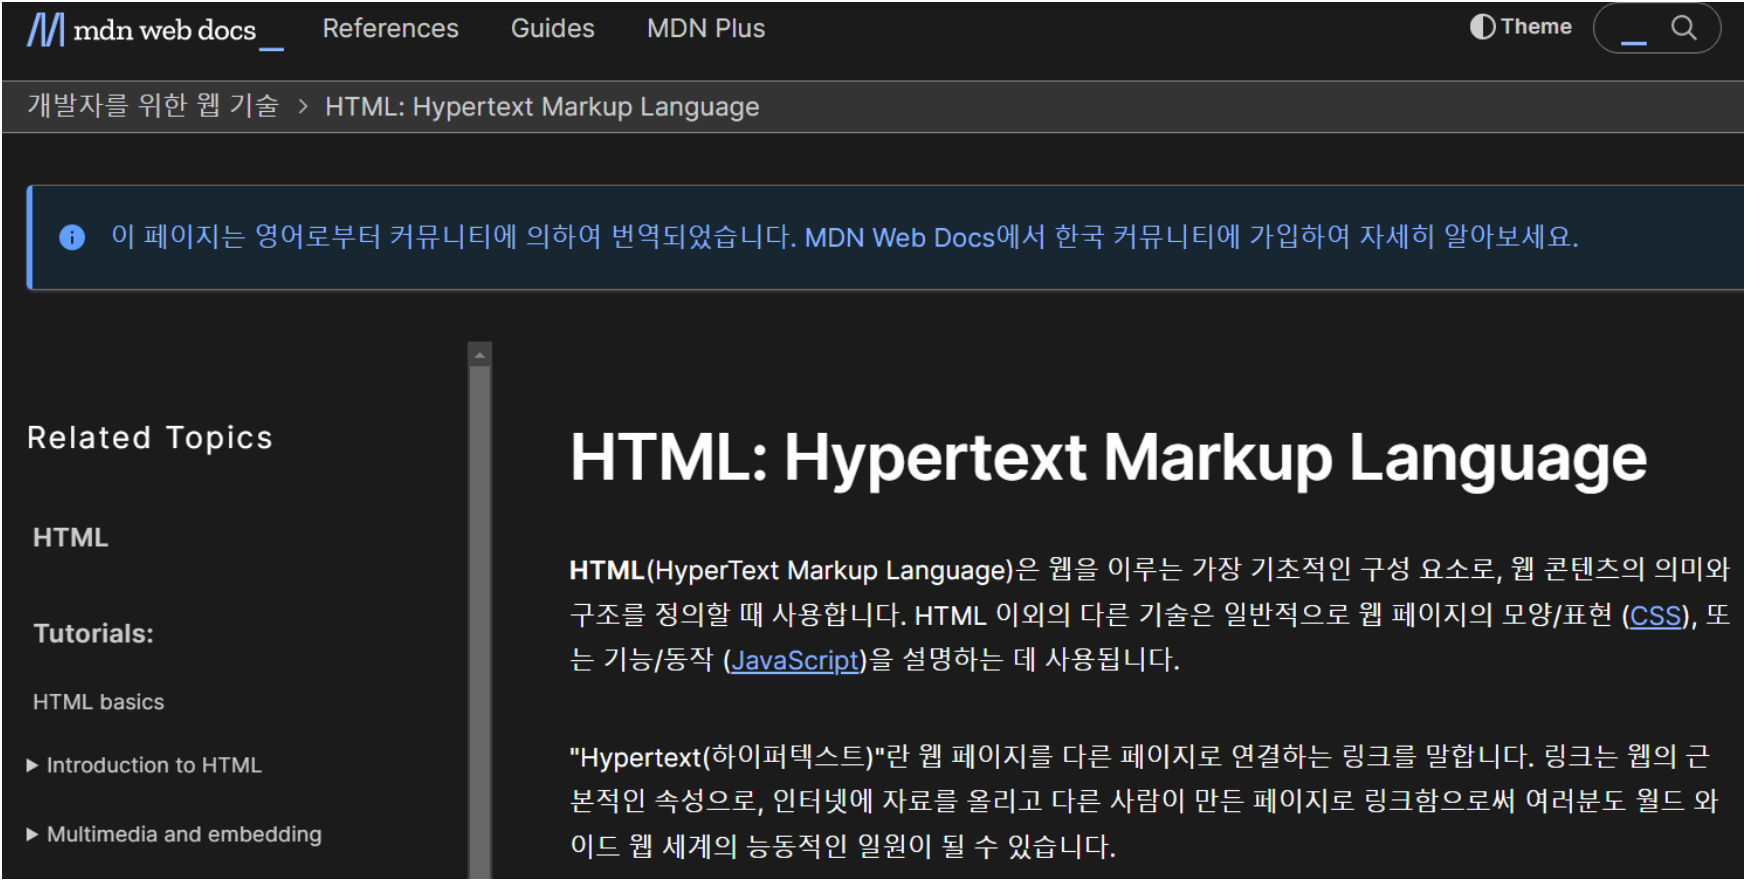 mdn web docs_
References
Guides
MDN Plus
Theme
개발자를 위한 웹 기술 > HTML: Hypertext Markup Language
이 페이지는 영어로부터 커뮤니티에 의하여 번역되었습니다. MDN Web Docs에서 한국 커뮤니티에 가입하여 자세히 알아보세요.
Related Topics
HTML
Tutorials:
HTML basics
Introduction to HTML
Multimedia and embedding
HTML: Hypertext Markup Language
HTML(HyperText Markup Language)은 웹을 이루는 가장 기초적인 구성 요소로, 웹 콘텐츠의 의미와
구조를 정의할 때 사용합니다. HTML 이외의 다른 기술은 일반적으로 웹 페이지의 모양/표현 (CSS), 또
는 기능/동작 (JavaScript)을 설명하는 데 사용됩니다.
"Hypertext(하이퍼텍스트)"란 웹 페이지를 다른 페이지로 연결하는 링크를 말합니다. 링크는 웹의 근
본적인 속성으로, 인터넷에 자료를 올리고 다른 사람이 만든 페이지로 링크함으로써 여러분도 월드 와
이드 웹 세계의 능동적인 일원이 될 수 있습니다.